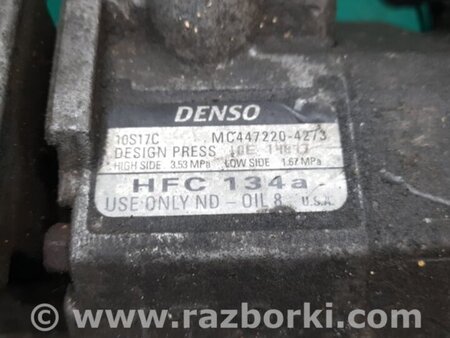 DENSO
10S17C MC447220-4273
DESIGN PRESS
HIGH SIDE 3.53 MPa LOW SIDE 1.67 MPa
HFC 134a
USE ONLY ND-OIL 8 U.S.A.
© www.razborki.com